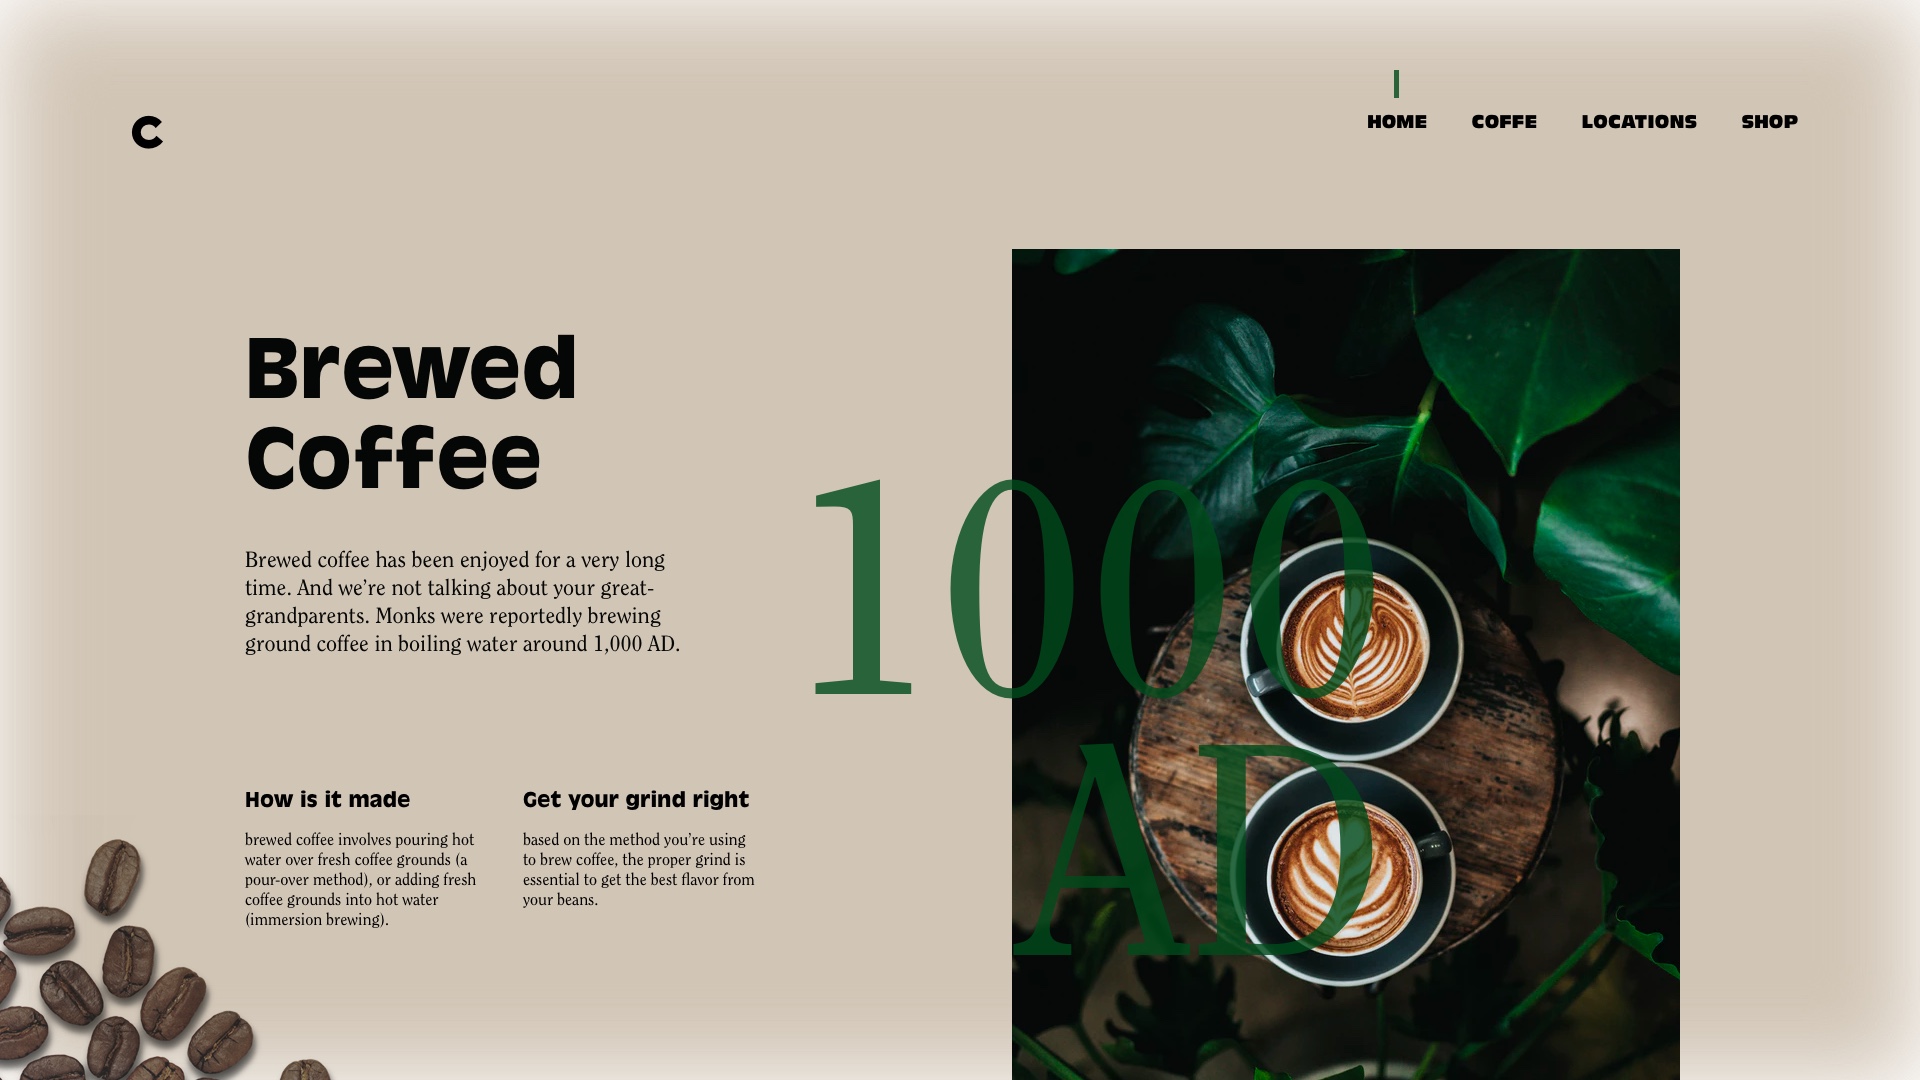 C
HOME COFFE LOCATIONS SHOP
Brewed
Coffee
Brewed coffee has been enjoyed for a very long
time. And we’re not talking about your great-
grandparents. Monks were reportedly brewing
ground coffee in boiling water around 1,000 AD.
1000
AD
How is it made
brewed coffee involves pouring hot
water over fresh coffee grounds (a
pour-over method), or adding fresh
coffee grounds into hot water
(immersion brewing).
Get your grind right
based on the method you’re using
to brew coffee, the proper grind is
essential to get the best flavor from
your beans.